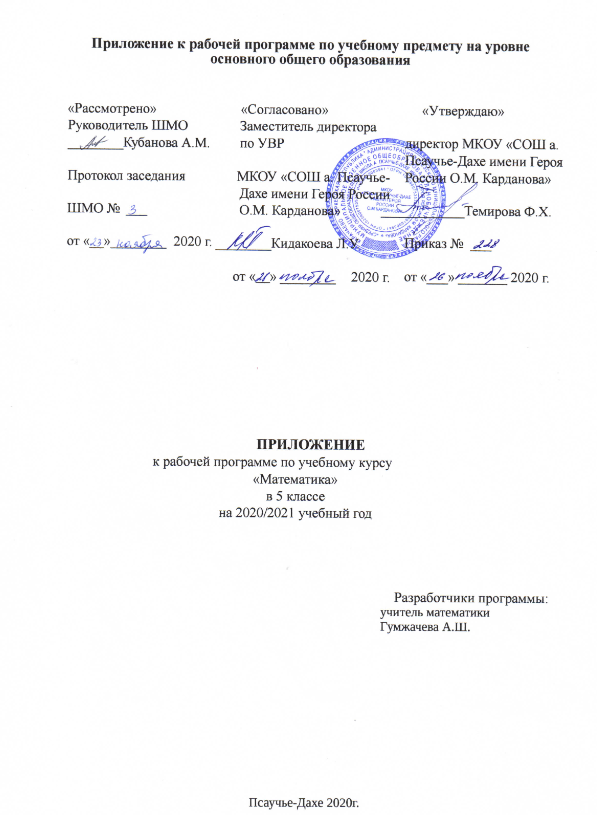 Приложение к рабочей программе по учебному предмету на уровне
основного общего образования
«Рассмотрено»
Руководитель ШМО
Кубанова А.М.
Протокол заседания
ШМО № 3
от «23» ноября 2020 г.
«Согласовано»
Заместитель директора
по УВР
МКОУ «СОШ а. Псаучье-
Дахе имени Героя России
О.М. Карданова»
Кидакоева Л.У.
от «    » ноября 2020 г.
«Утверждаю»
директор МКОУ «СОШ а.
Псаучье-Дахе имени Героя
России О.М. Карданова»
Темирова Ф.Х.
Приказ № 228
от «26» ноября 2020 г.
ПРИЛОЖЕНИЕ
к рабочей программе по учебному курсу
«Математика»
в 5 классе
на 2020/2021 учебный год
Разработчики программы:
учитель математики
Гумжачева А.Ш.
Псаучье-Дахе 2020г.